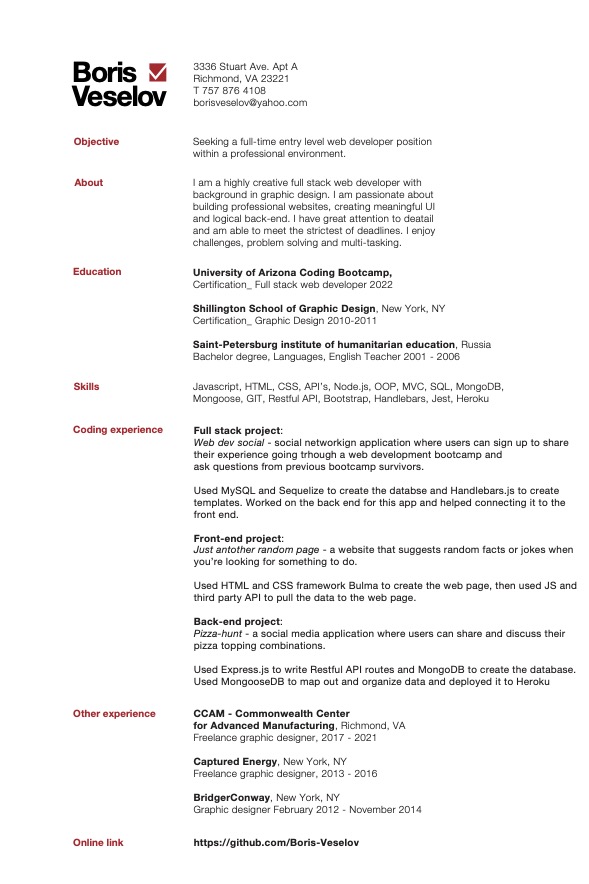 Boris
Veselov
3336 Stuart Ave. Apt A
Richmond, VA 23221
T 757 876 4108
borisveselov@yahoo.com
Objective
Seeking a full-time entry level web developer position
within a professional environment.
About
I am a highly creative full stack web developer with
background in graphic design. I am passionate about
building professional websites, creating meaningful UI
and logical back-end. I have great attention to deatail
and am able to meet the strictest of deadlines. I enjoy
challenges, problem solving and multi-tasking.
Education
University of Arizona Coding Bootcamp,
Certification_ Full stack web developer 2022
Shillington School of Graphic Design, New York, NY
Certification_ Graphic Design 2010-2011
Saint-Petersburg institute of humanitarian education, Russia
Bachelor degree, Languages, English Teacher 2001 - 2006
Skills
Javascript, HTML, CSS, API's, Node.js, OOP, MVC, SQL, MongoDB,
Mongoose, GIT, Restful API, Bootstrap, Handlebars, Jest, Heroku
Coding experience
Full stack project:
Web dev social - social networkign application where users can sign up to share
their experience going trhough a web development bootcamp and
ask questions from previous bootcamp survivors.
Used MySQL and Sequelize to create the databse and Handlebars.js to create
templates. Worked on the back end for this app and helped connecting it to the
front end.
Front-end project:
Just antother random page - a website that suggests random facts or jokes when
you're looking for something to do.
Used HTML and CSS framework Bulma to create the web page, then used JS and
third party API to pull the data to the web page.
Back-end project:
Pizza-hunt - a social media application where users can share and discuss their
pizza topping combinations.
Used Express.js to write Restful API routes and MongoDB to create the database.
Used MongooseDB to map out and organize data and deployed it to Heroku
Other experience
CCAM - Commonwealth Center
for Advanced Manufacturing, Richmond, VA
Freelance graphic designer, 2017 - 2021
Captured Energy, New York, NY
Freelance graphic designer, 2013 - 2016
BridgerConway, New York, NY
Graphic designer February 2012 - November 2014
Online link
https://github.com/Boris-Veselov